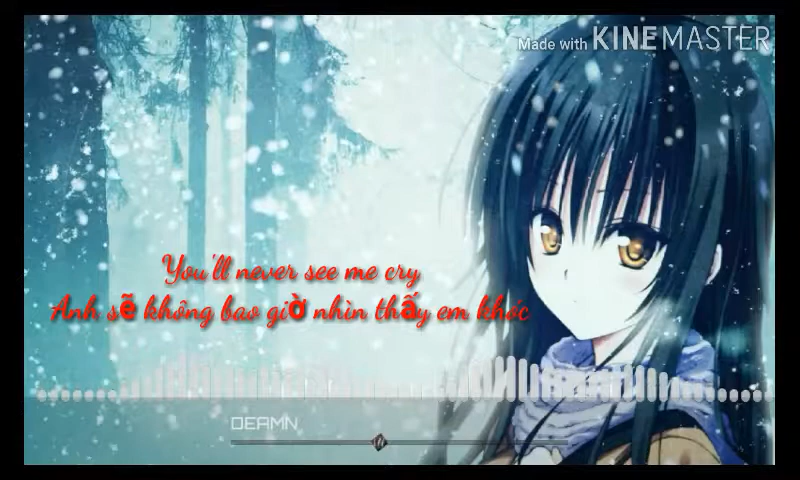 Made with KINEMASTER
You'll never see me cry
Anh sẽ không bao giờ nhìn thấy em khóc
DEAMN